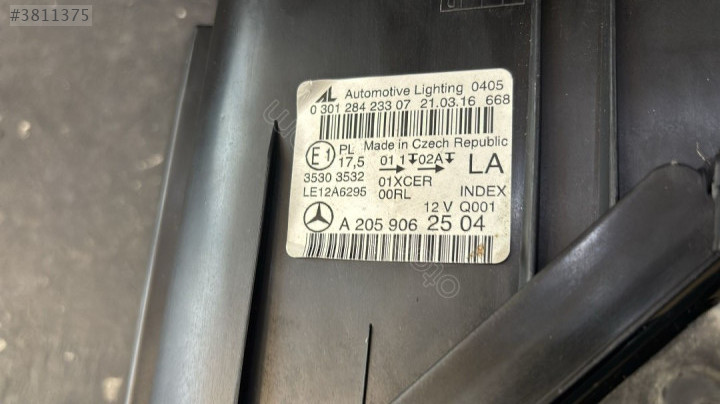 #3811375
AL Automotive Lighting 0405
0 301 284 233 07 21.03.16 668
E1 PL 17,5
Made in Czech Republic
01 1 02A
LA
3530 3532
01XCER
LE12A6295
00RL
INDEX
12 V Q001
A 205 906 25 04